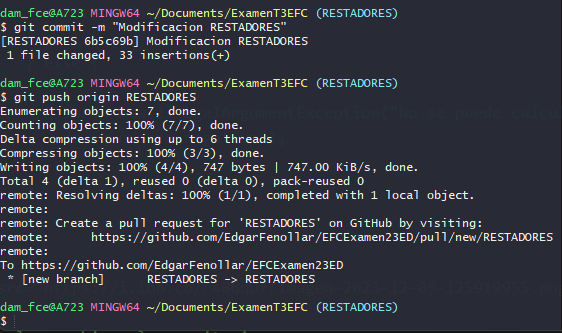 dam_fce@A723 MINGW64 ~/Documents/ExamenT3EFC (RESTADORES)
$ git commit -m "Modificacion RESTADORES"
[RESTADORES 6b5c69b] Modificacion RESTADORES
 1 file changed, 33 insertions(+)

dam_fce@A723 MINGW64 ~/Documents/ExamenT3EFC (RESTADORES)
$ git push origin RESTADORES
Enumerating objects: 7, done.
Counting objects: 100% (7/7), done.
Delta compression using up to 6 threads
Compressing objects: 100% (3/3), done.
Writing objects: 100% (4/4), 747 bytes | 747.00 KiB/s, done.
Total 4 (delta 1), reused 0 (delta 0), pack-reused 0
remote: Resolving deltas: 100% (1/1), completed with 1 local object.
remote:
remote: Create a pull request for 'RESTADORES' on GitHub by visiting:
remote:      https://github.com/EdgarFenollar/EFCExamen23ED/pull/new/RESTADORES
remote:
To https://github.com/EdgarFenollar/EFCExamen23ED
 * [new branch]      RESTADORES -> RESTADORES

dam_fce@A723 MINGW64 ~/Documents/ExamenT3EFC (RESTADORES)
$